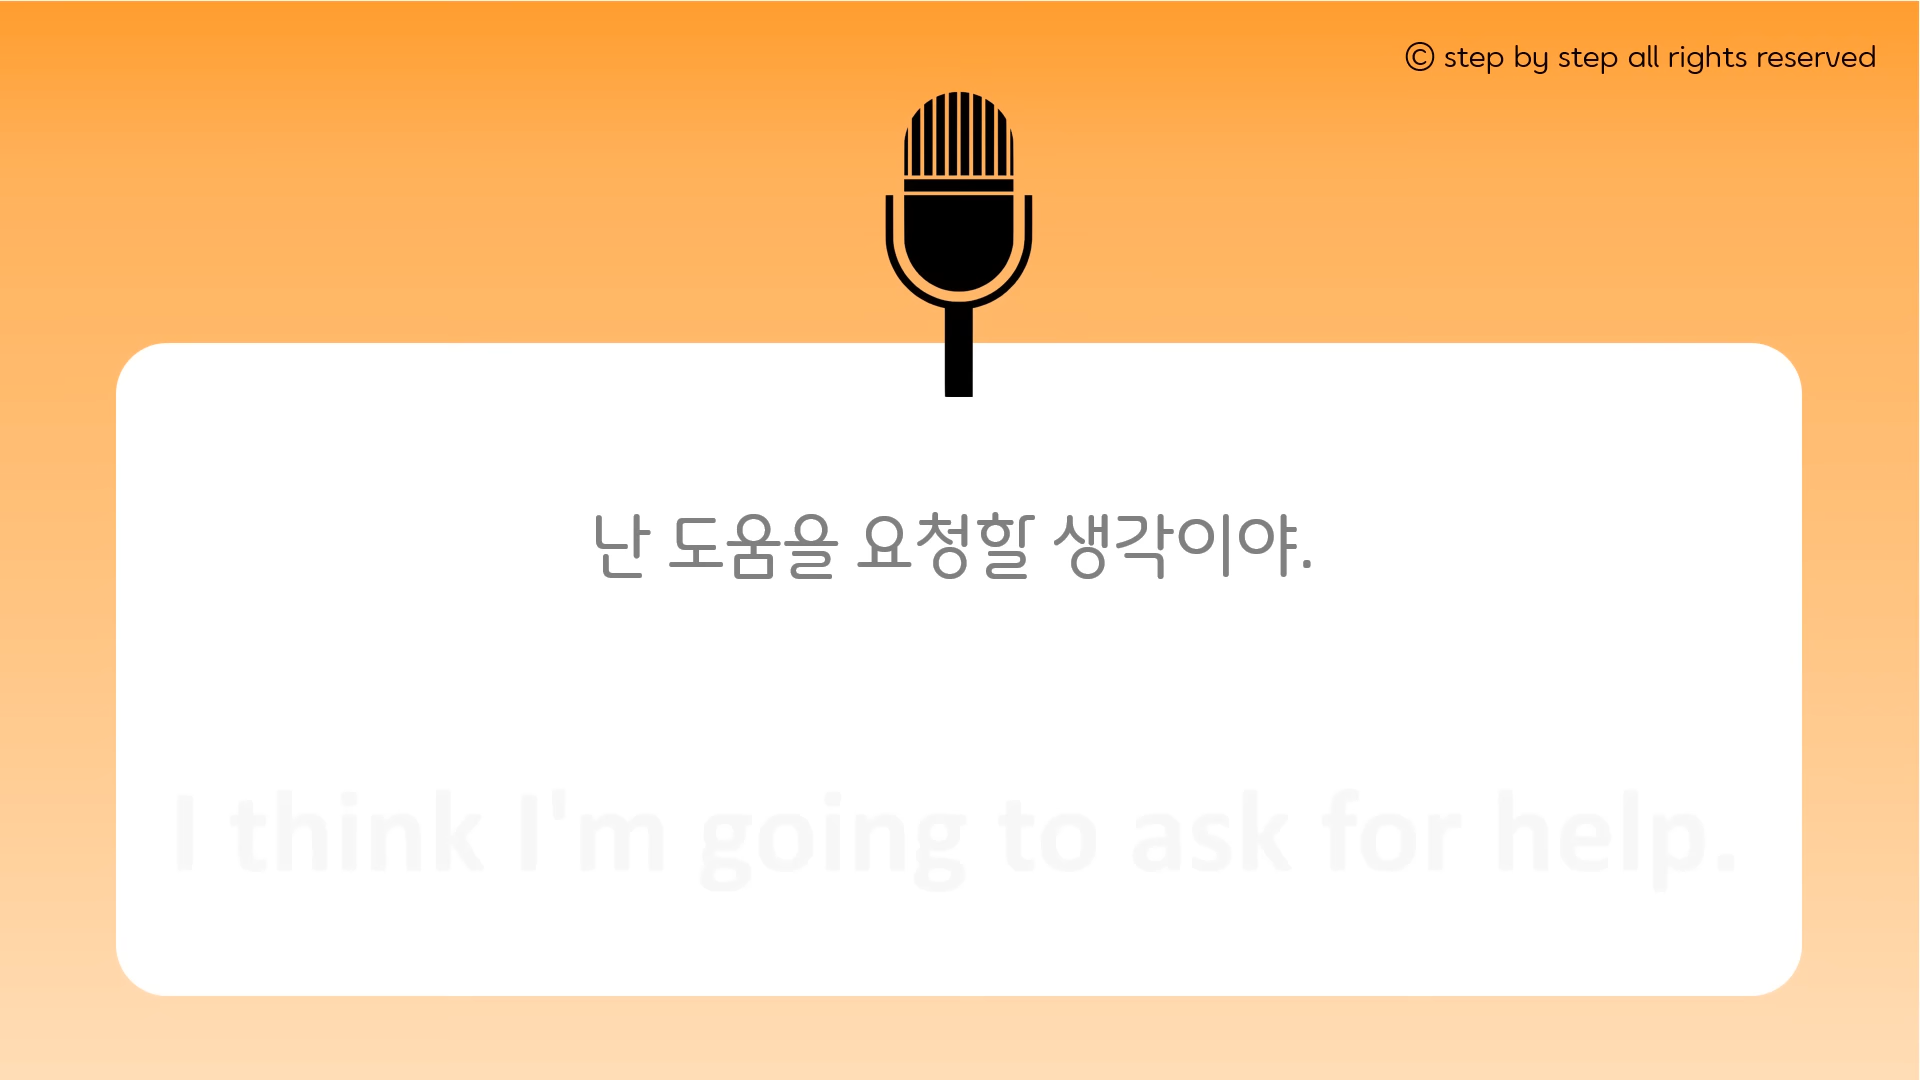 © step by step all rights reserved
난 도움을 요청할 생각이야.
I think I'm going to ask for help.